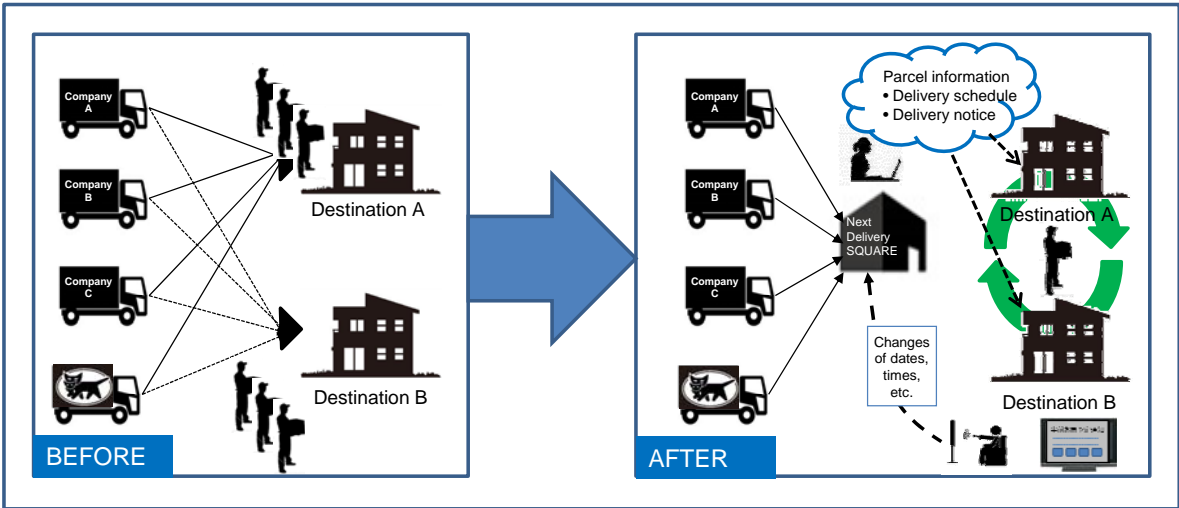 Company
A
Company
B
Company
C
Destination A
Destination B
BEFORE
Company
A
Company
B
Company
C
Parcel information
• Delivery schedule
• Delivery notice
Next
Delivery
SQUARE
Destination A
Changes
of dates,
times,
etc.
Destination B
AFTER